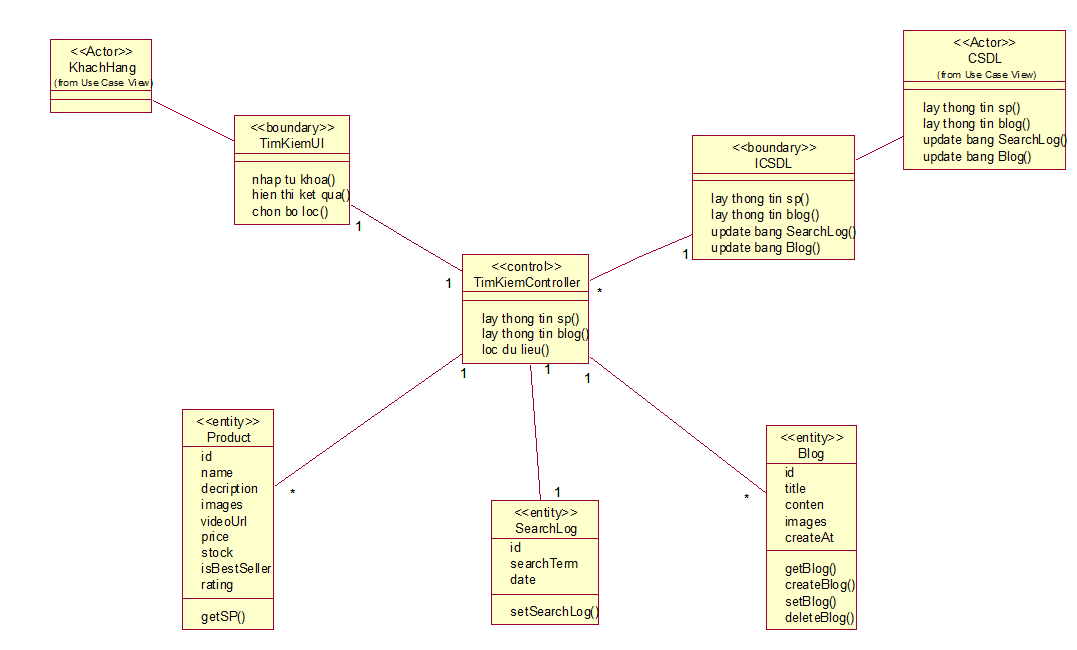 <<Actor>>
KhachHang
(from Use Case View)
<<boundary>>
TimKiemUI
nhap tu khoa()
hien thi ket qua()
chon bo loc()
1
<<Actor>>
CSDL
(from Use Case View)
lay thong tin sp()
lay thong tin blog()
update bang SearchLog()
update bang Blog()
<<boundary>>
ICSDL
lay thong tin sp()
lay thong tin blog()
update bang SearchLog()
update bang Blog()
1
<<control>>
TimKiemController
1
*
lay thong tin sp()
lay thong tin blog()
loc du lieu()
1
1
1
<<entity>>
Product
id
name
decription
images
videoUrl
price
stock
isBestSeller
rating
getSP()
*
1
<<entity>>
SearchLog
id
searchTerm
date
setSearchLog()
*
<<entity>>
Blog
id
title
conten
images
createAt
getBlog()
createBlog()
setBlog()
deleteBlog()